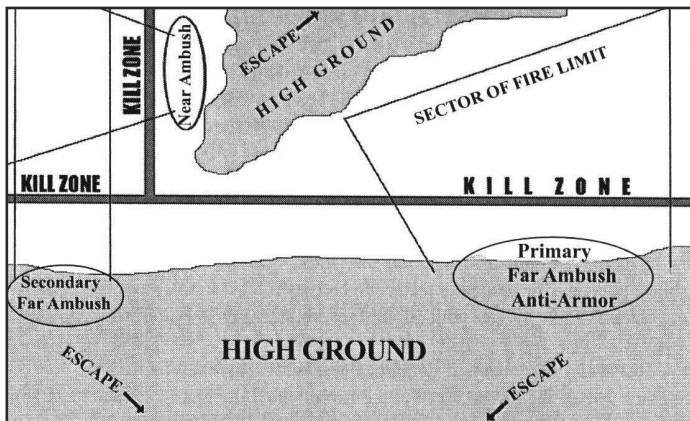 ESCAPE
HIGH GROUND
KILL ZONE
Near Ambush
SECTOR OF FIRE LIMIT
KILL ZONE
KILL ZONE
Primary
Far Ambush
Anti-Armor
Secondary
Far Ambush
HIGH GROUND
ESCAPE
ESCAPE